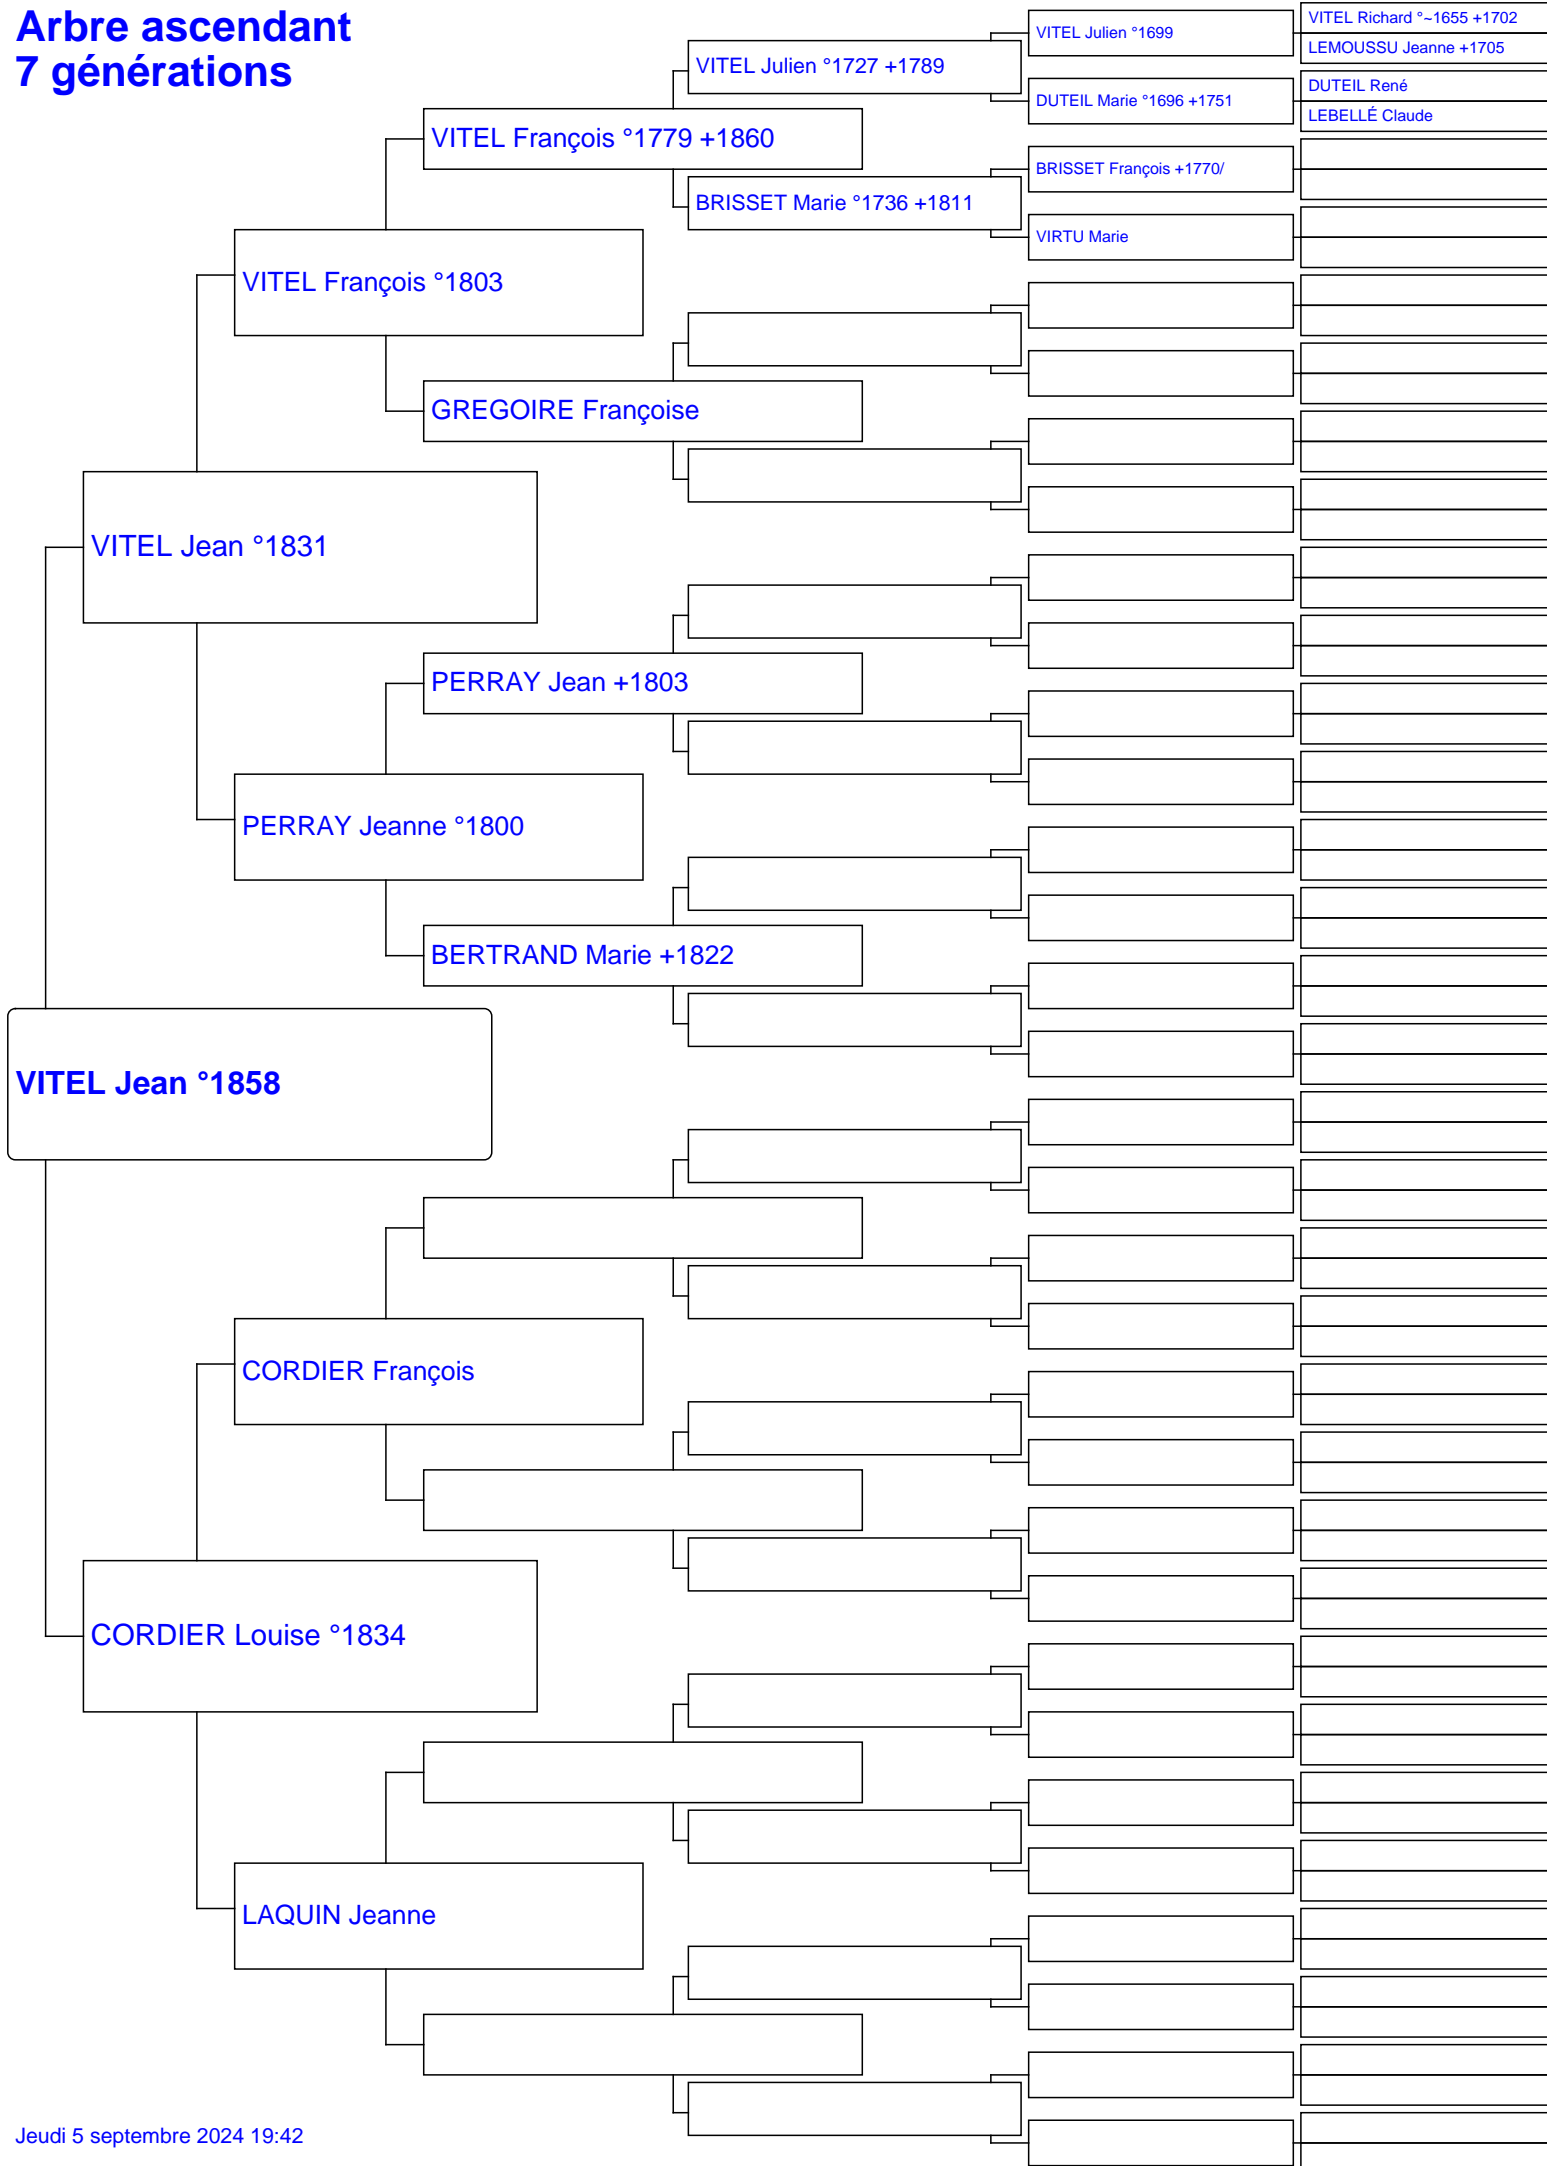 Arbre ascendant
7 générations
VITEL Julien °1699
VITEL Richard °~1655 +1702
LEMOUSSU Jeanne +1705
VITEL Julien °1727 +1789
DUTEIL Marie °1696 +1751
DUTEIL René
LEBELLÉ Claude
VITEL François °1779 +1860
BRISSET François +1770/
BRISSET Marie °1736 +1811
VIRTU Marie
VITEL François °1803
GREGOIRE Françoise
VITEL Jean °1831
PERRAY Jean +1803
PERRAY Jeanne °1800
BERTRAND Marie +1822
VITEL Jean °1858
CORDIER François
CORDIER Louise °1834
LAQUIN Jeanne
Jeudi 5 septembre 2024 19:42